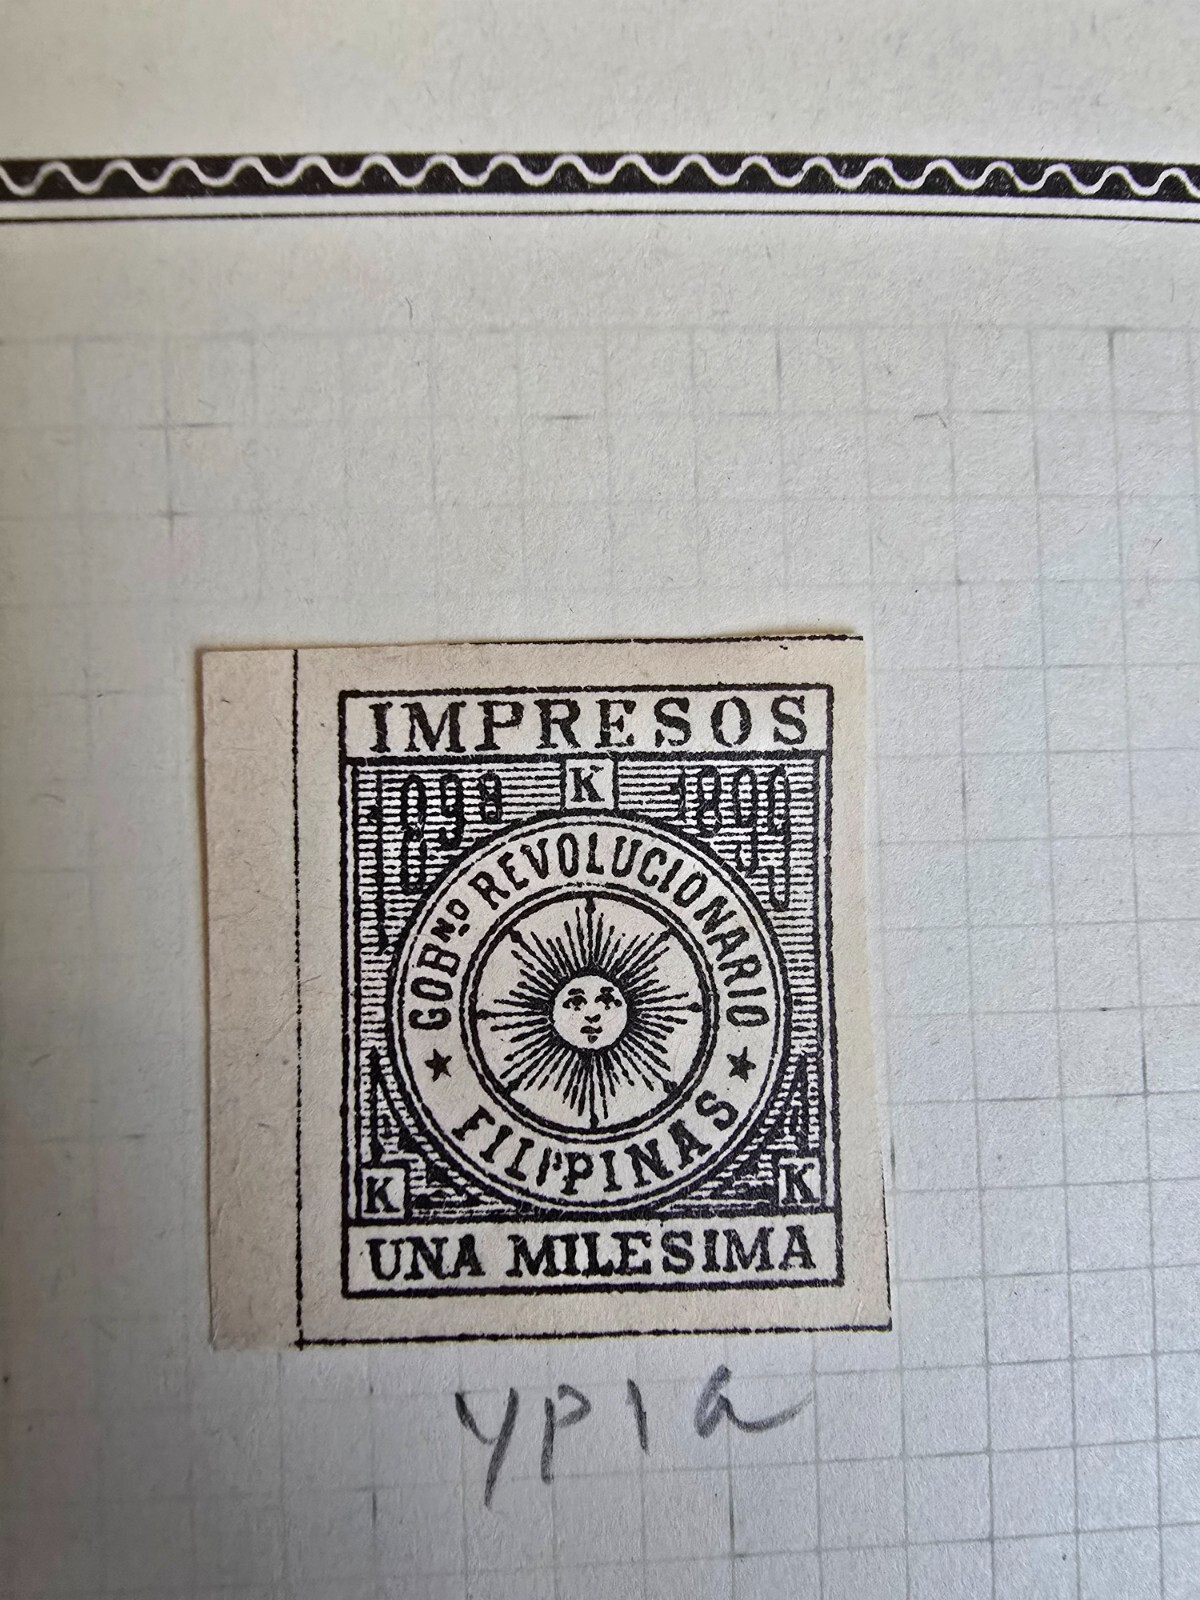 IMPRESOS
1898 K 1899
GOBNO REVOLUCIONARIO
★ FILIPINAS ★
K K
UNA MILESIMA
YP1a